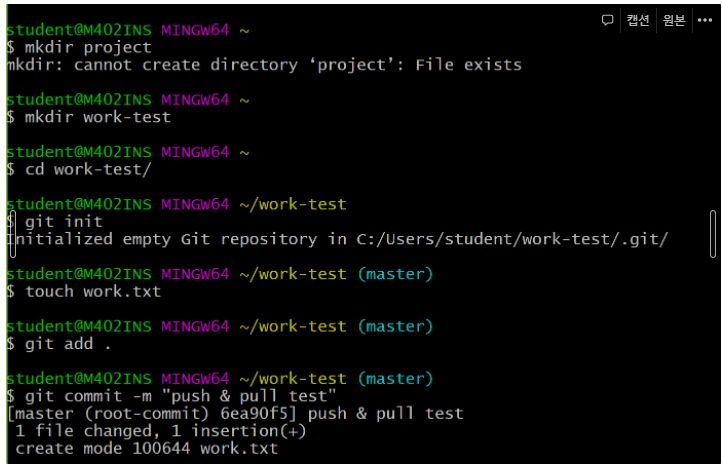 캡션 원본 •••
student@M402INS MINGW64 ~
$ mkdir project
mkdir: cannot create directory ‘project’: File exists
student@M402INS MINGW64 ~
$ mkdir work-test
student@M402INS MINGW64 ~
$ cd work-test/
student@M402INS MINGW64 ~/work-test
$ git init
Initialized empty Git repository in C:/Users/student/work-test/.git/
student@M402INS MINGW64 ~/work-test (master)
$ touch work.txt
student@M402INS MINGW64 ~/work-test (master)
$ git add .
student@M402INS MINGW64 ~/work-test (master)
$ git commit -m "push & pull test"
[master (root-commit) 6ea90f5] push & pull test
1 file changed, 1 insertion(+)
create mode 100644 work.txt